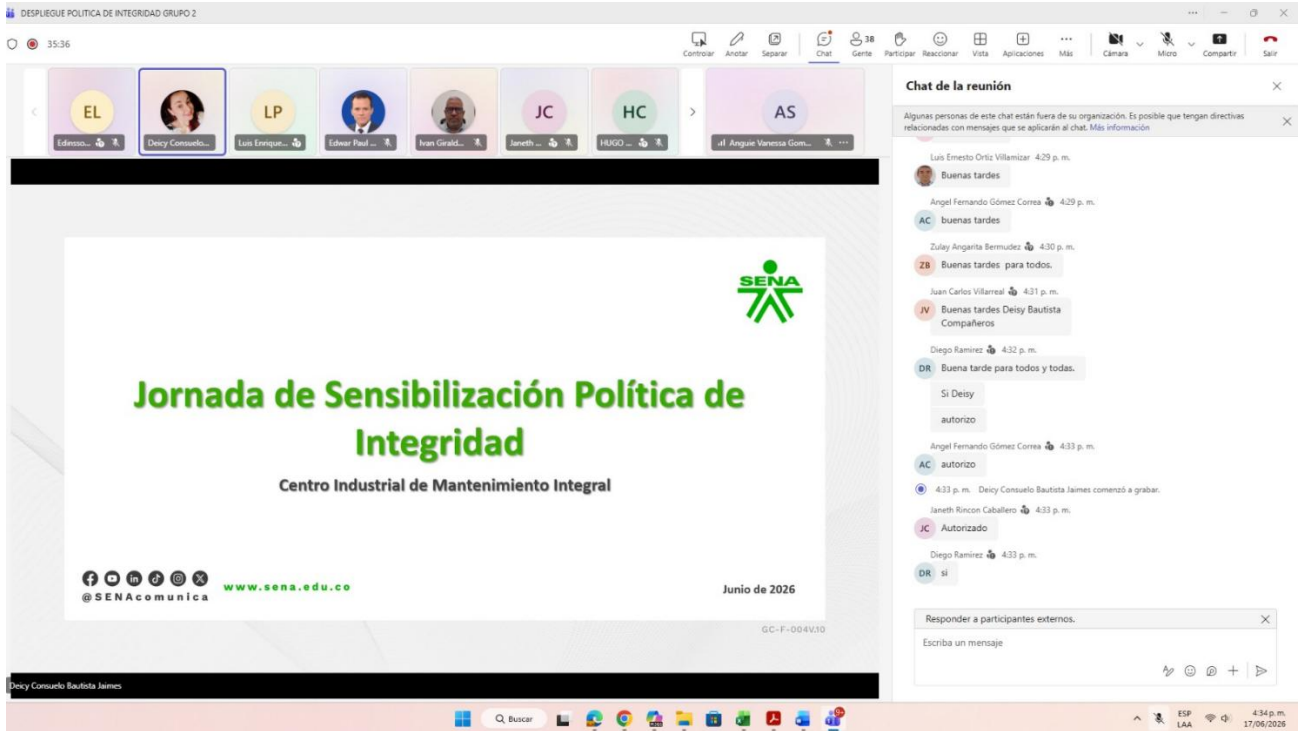 DESPLIEGUE POLITICA DE INTEGRIDAD GRUPO 2
35:36
Controlar Anotar Separar Chat 38 Gente Participar Reaccionar Vista Aplicaciones Más Cámara Micro Compartir Salir
EL LP JC HC AS
Edinsso... Deicy Consuelo... Luis Enrique... Edwar Paul ... Ivan Girald... Janeth ... HUGO ... Anguie Vanessa Gom...
SENA
Jornada de Sensibilización Política de
Integridad
Centro Industrial de Mantenimiento Integral
@SENAcomunica
www.sena.edu.co
Junio de 2026
GC-F-004V.10
Deicy Consuelo Bautista Jaimes
Chat de la reunión
Algunas personas de este chat están fuera de su organización. Es posible que tengan directivas
relacionadas con mensajes que se aplicarán al chat. Más información
Luis Ernesto Ortiz Villamizar 4:29 p. m.
Buenas tardes
Angel Fernando Gómez Correa 4:29 p. m.
AC buenas tardes
Zulay Angarita Bermudez 4:30 p. m.
ZB Buenas tardes para todos.
Juan Carlos Villarreal 4:31 p. m.
JV Buenas tardes Deisy Bautista
Compañeros
Diego Ramirez 4:32 p. m.
DR Buena tarde para todos y todas.
Si Deisy
autorizo
Angel Fernando Gómez Correa 4:33 p. m.
AC autorizo
4:33 p. m. Deicy Consuelo Bautista Jaimes comenzó a grabar.
Janeth Rincon Caballero 4:33 p. m.
JC Autorizado
Diego Ramirez 4:33 p. m.
DR si
Responder a participantes externos.
Escriba un mensaje
Buscar
ESP
LAA
4:34 p. m.
17/06/2026